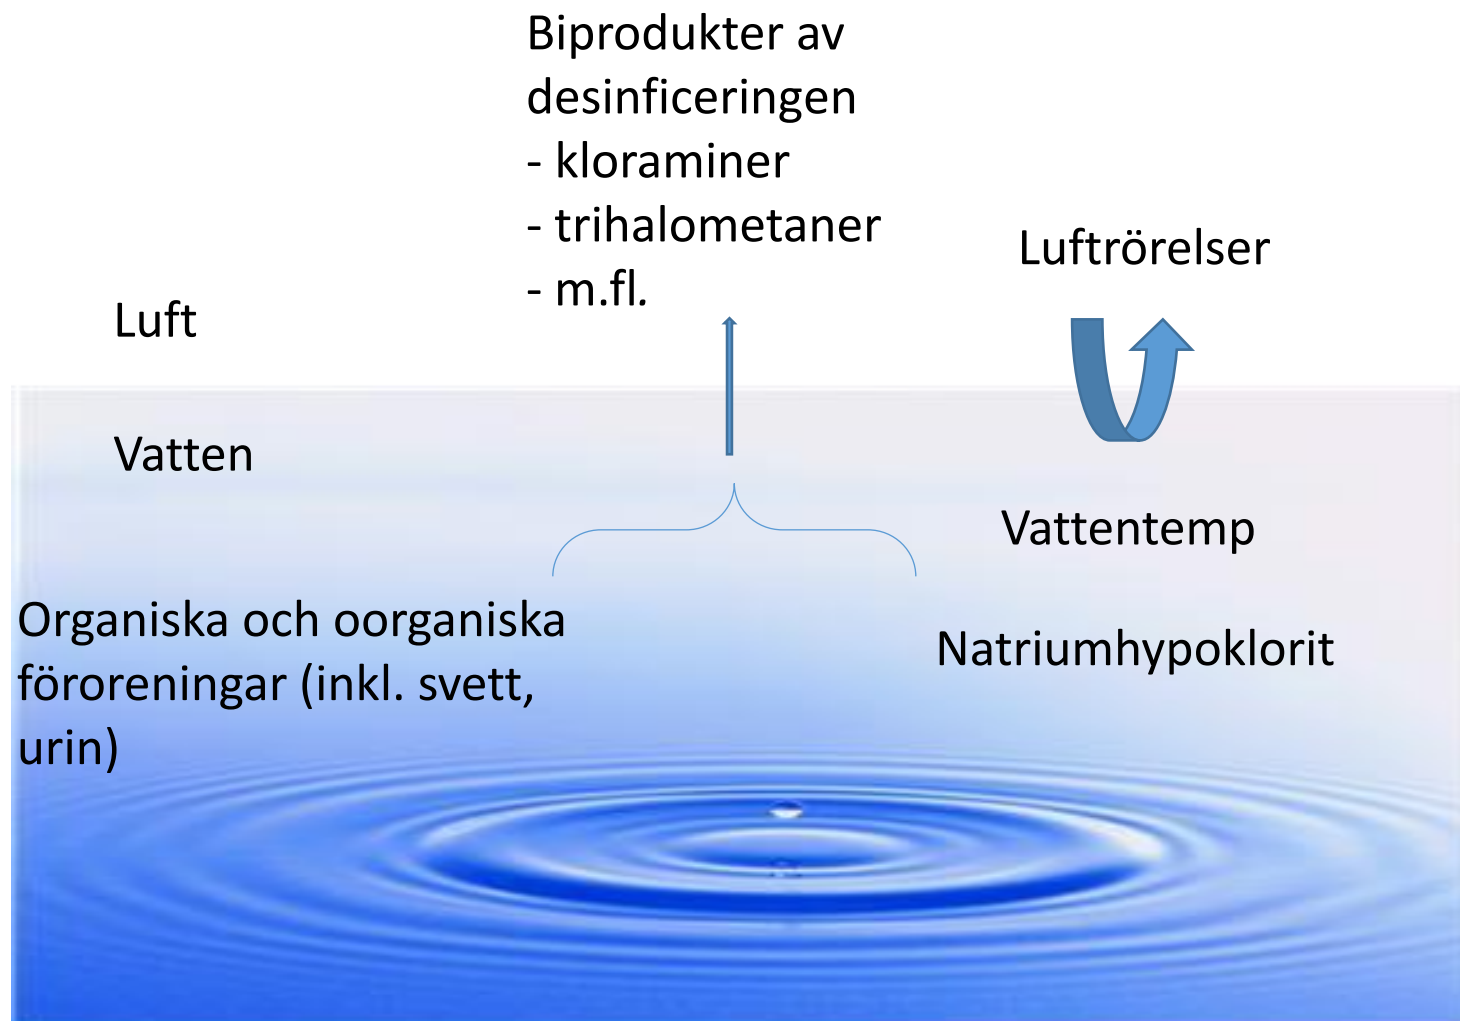 Biprodukter av
desinficeringen
- kloraminer
- trihalometaner
- m.fl.
Luftrörelser
Luft
Vatten
Vattentemp
Organiska och oorganiska
föroreningar (inkl. svett,
urin)
Natriumhypoklorit